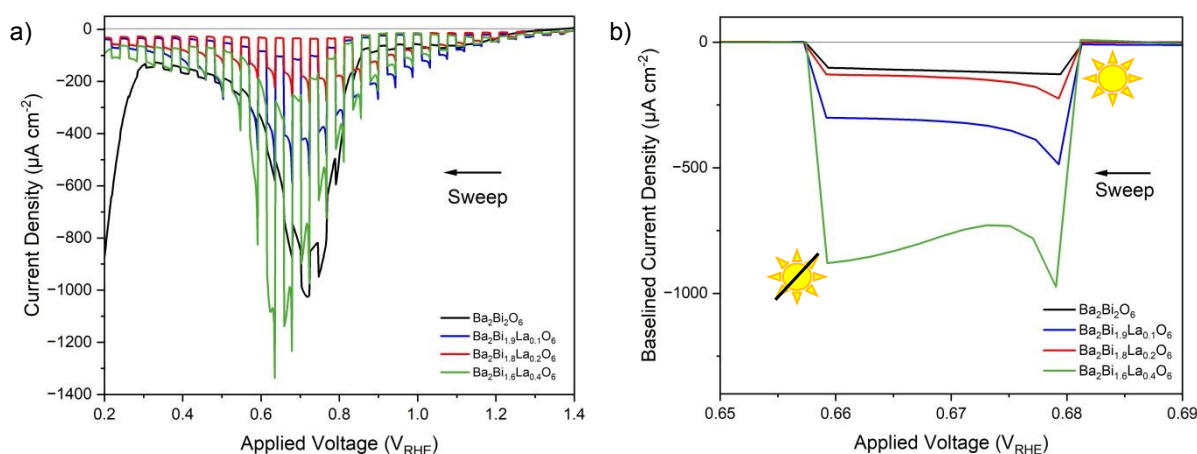 a)
Current Density (µA cm⁻²)
0
−200
−400
−600
−800
−1000
−1200
−1400
Sweep
Ba₂Bi₂O₆
Ba₂Bi₁.₉La₀.₁O₆
Ba₂Bi₁.₈La₀.₂O₆
Ba₂Bi₁.₆La₀.₄O₆
0.2 0.4 0.6 0.8 1.0 1.2 1.4
Applied Voltage (V_RHE)
b)
Baselined Current Density (µA cm⁻²)
0
−500
−1000
Sweep
Ba₂Bi₂O₆
Ba₂Bi₁.₉La₀.₁O₆
Ba₂Bi₁.₈La₀.₂O₆
Ba₂Bi₁.₆La₀.₄O₆
0.65 0.66 0.67 0.68 0.69
Applied Voltage (V_RHE)